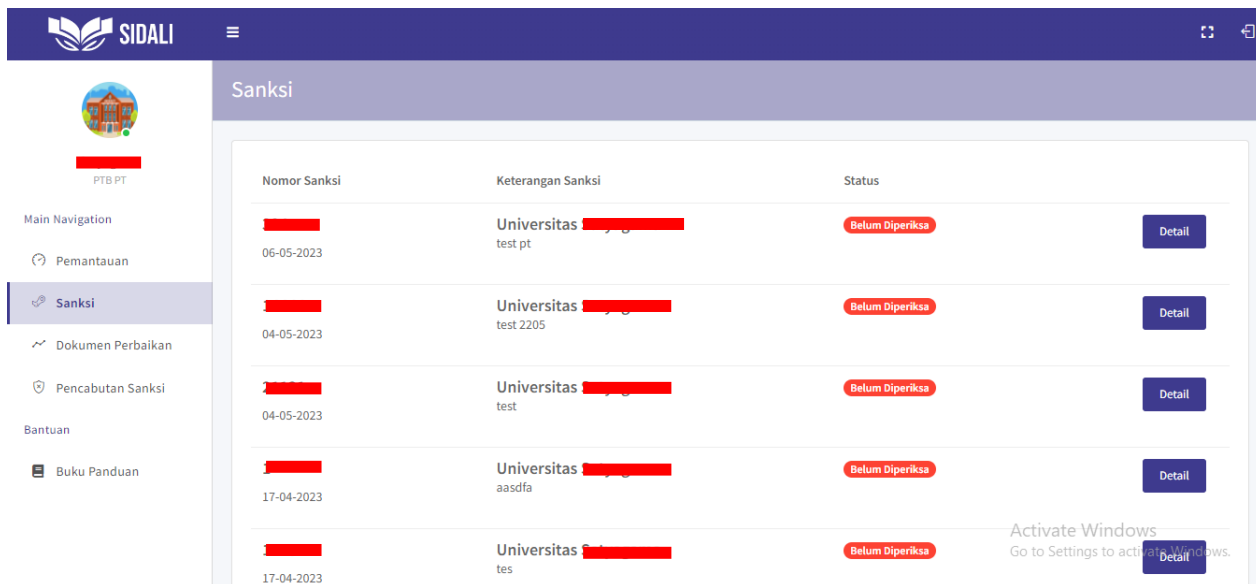 SIDALI
Sanksi
PTB PT
Main Navigation
Pemantauan
Sanksi
Dokumen Perbaikan
Pencabutan Sanksi
Bantuan
Buku Panduan
Nomor Sanksi Keterangan Sanksi Status
Universitas Belum Diperiksa Detail
test pt
06-05-2023
Universitas Belum Diperiksa Detail
test 2205
04-05-2023
Universitas Belum Diperiksa Detail
test
04-05-2023
Universitas Belum Diperiksa Detail
aasdfa
17-04-2023
Universitas Belum Diperiksa Detail
tes
17-04-2023
Activate Windows
Go to Settings to activate Windows.